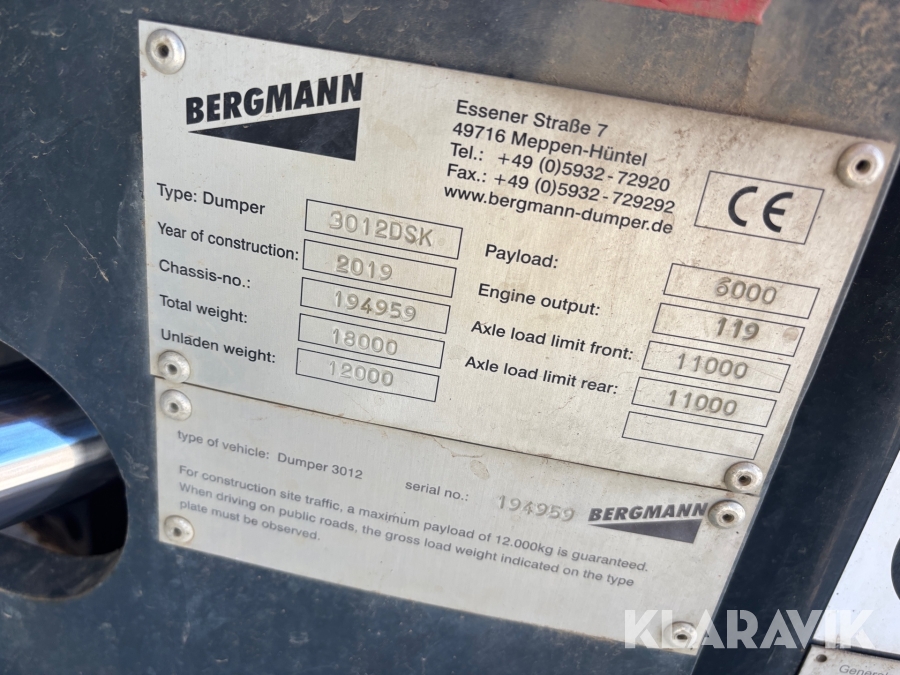 BERGMANN
Essener Straße 7
49716 Meppen-Hüntel
Tel.: +49 (0)5932 - 72920
Fax.: +49 (0)5932 - 729292
www.bergmann-dumper.de
CE
Type: Dumper 3012DSK
Year of construction: 2019
Chassis-no.: 194959
Total weight: 18000
Unladen weight: 12000
Payload: 6000
Engine output: 119
Axle load limit front: 11000
Axle load limit rear: 11000
type of vehicle: Dumper 3012 serial no.: 194959 BERGMANN
For construction site traffic, a maximum payload of 12.000kg is guaranteed.
When driving on public roads, the gross load weight indicated on the type
plate must be observed.
KLARAVIK
General